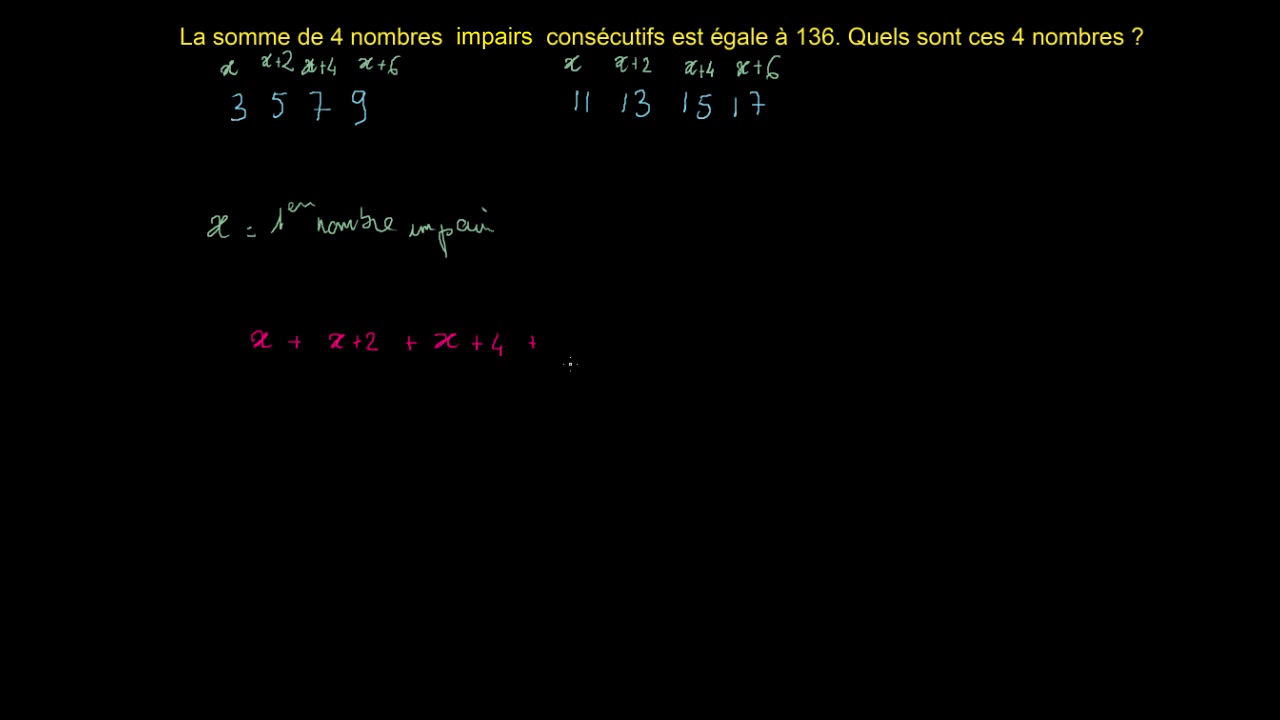 La somme de 4 nombres impairs consécutifs est égale à 136. Quels sont ces 4 nombres ?
x x+2 x+4 x+6 x x+2 x+4 x+6
3 5 7 9 11 13 15 17
x = 1er nombre impair
x + x+2 + x+4 +